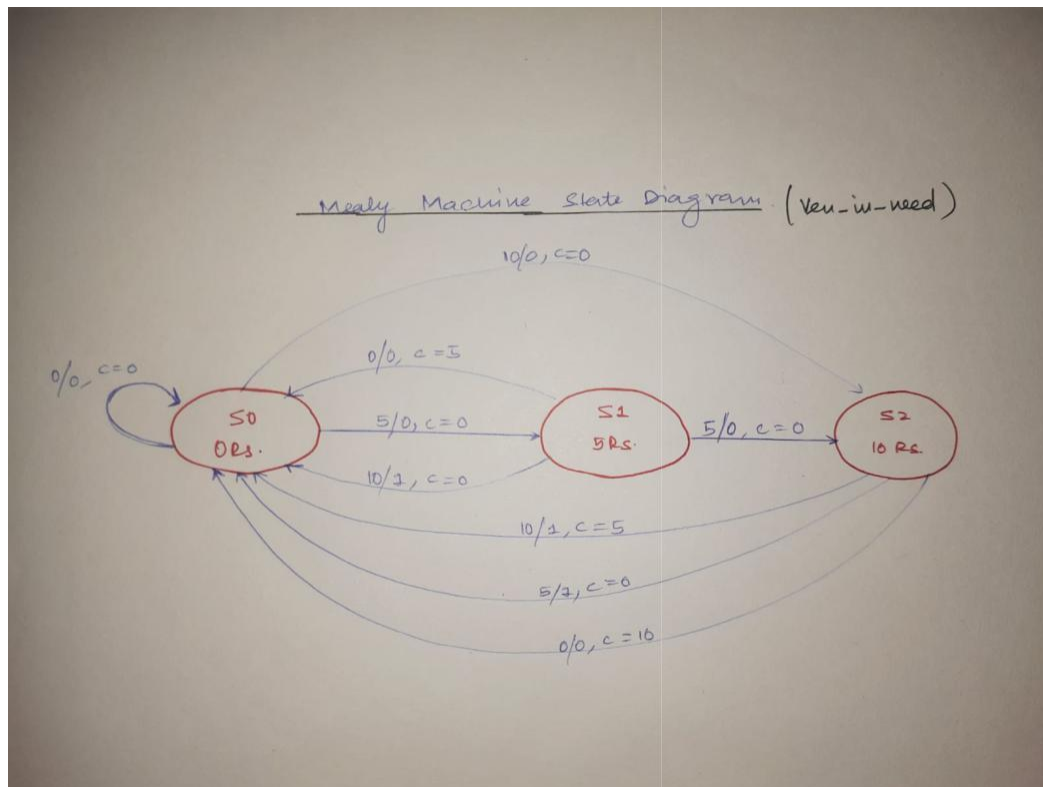 Mealy Machine State Diagram. (Ven-in-need)
10/0, c=0
0/0, c=0
0/0, c=5
S0
0Rs.
5/0, c=0
S1
5Rs.
5/0, c=0
S2
10 Rs.
10/1, c=0
10/1, c=5
5/1, c=0
0/0, c=10